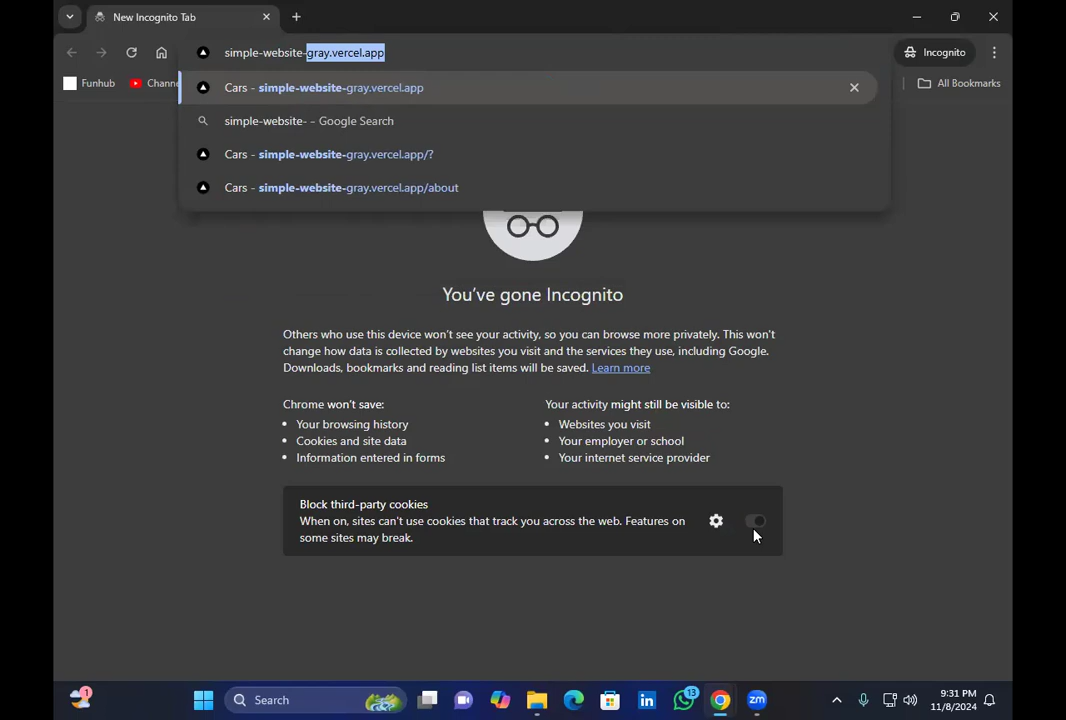 New Incognito Tab
simple-website-gray.vercel.app
Incognito
Funhub
Channe
All Bookmarks
Cars - simple-website-gray.vercel.app
simple-website- - Google Search
Cars - simple-website-gray.vercel.app/?
Cars - simple-website-gray.vercel.app/about
You've gone Incognito
Others who use this device won't see your activity, so you can browse more privately. This won't
change how data is collected by websites you visit and the services they use, including Google.
Downloads, bookmarks and reading list items will be saved. Learn more
Chrome won't save:
Your browsing history
Cookies and site data
Information entered in forms
Your activity might still be visible to:
Websites you visit
Your employer or school
Your internet service provider
Block third-party cookies
When on, sites can't use cookies that track you across the web. Features on
some sites may break.
1
Search
in
13
zm
9:31 PM
11/8/2024